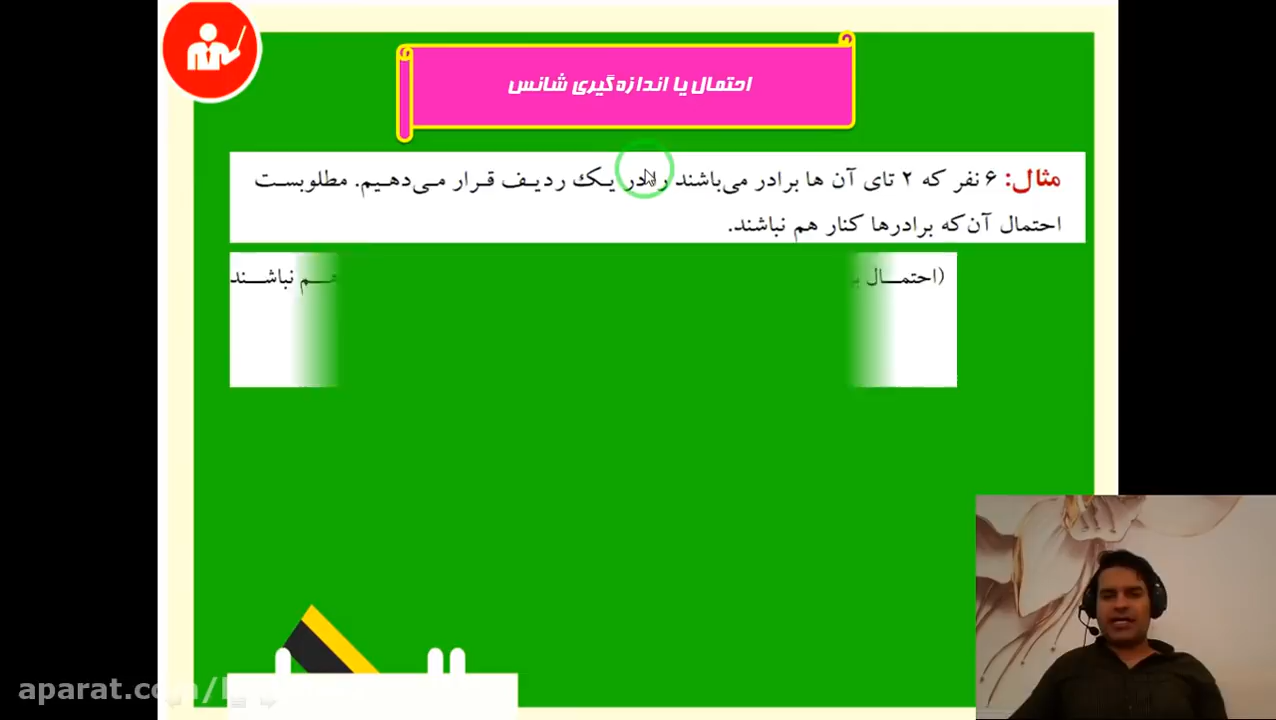 احتمال یا اندازه‌گیری شانس
مثال: ۶ نفر که ۲ تای آن ها برادر می‌باشند را در یک ردیف قرار می‌دهیم. مطلوبست
احتمال آن‌که برادرها کنار هم نباشند.
(احتمال نباشند
aparat.com/